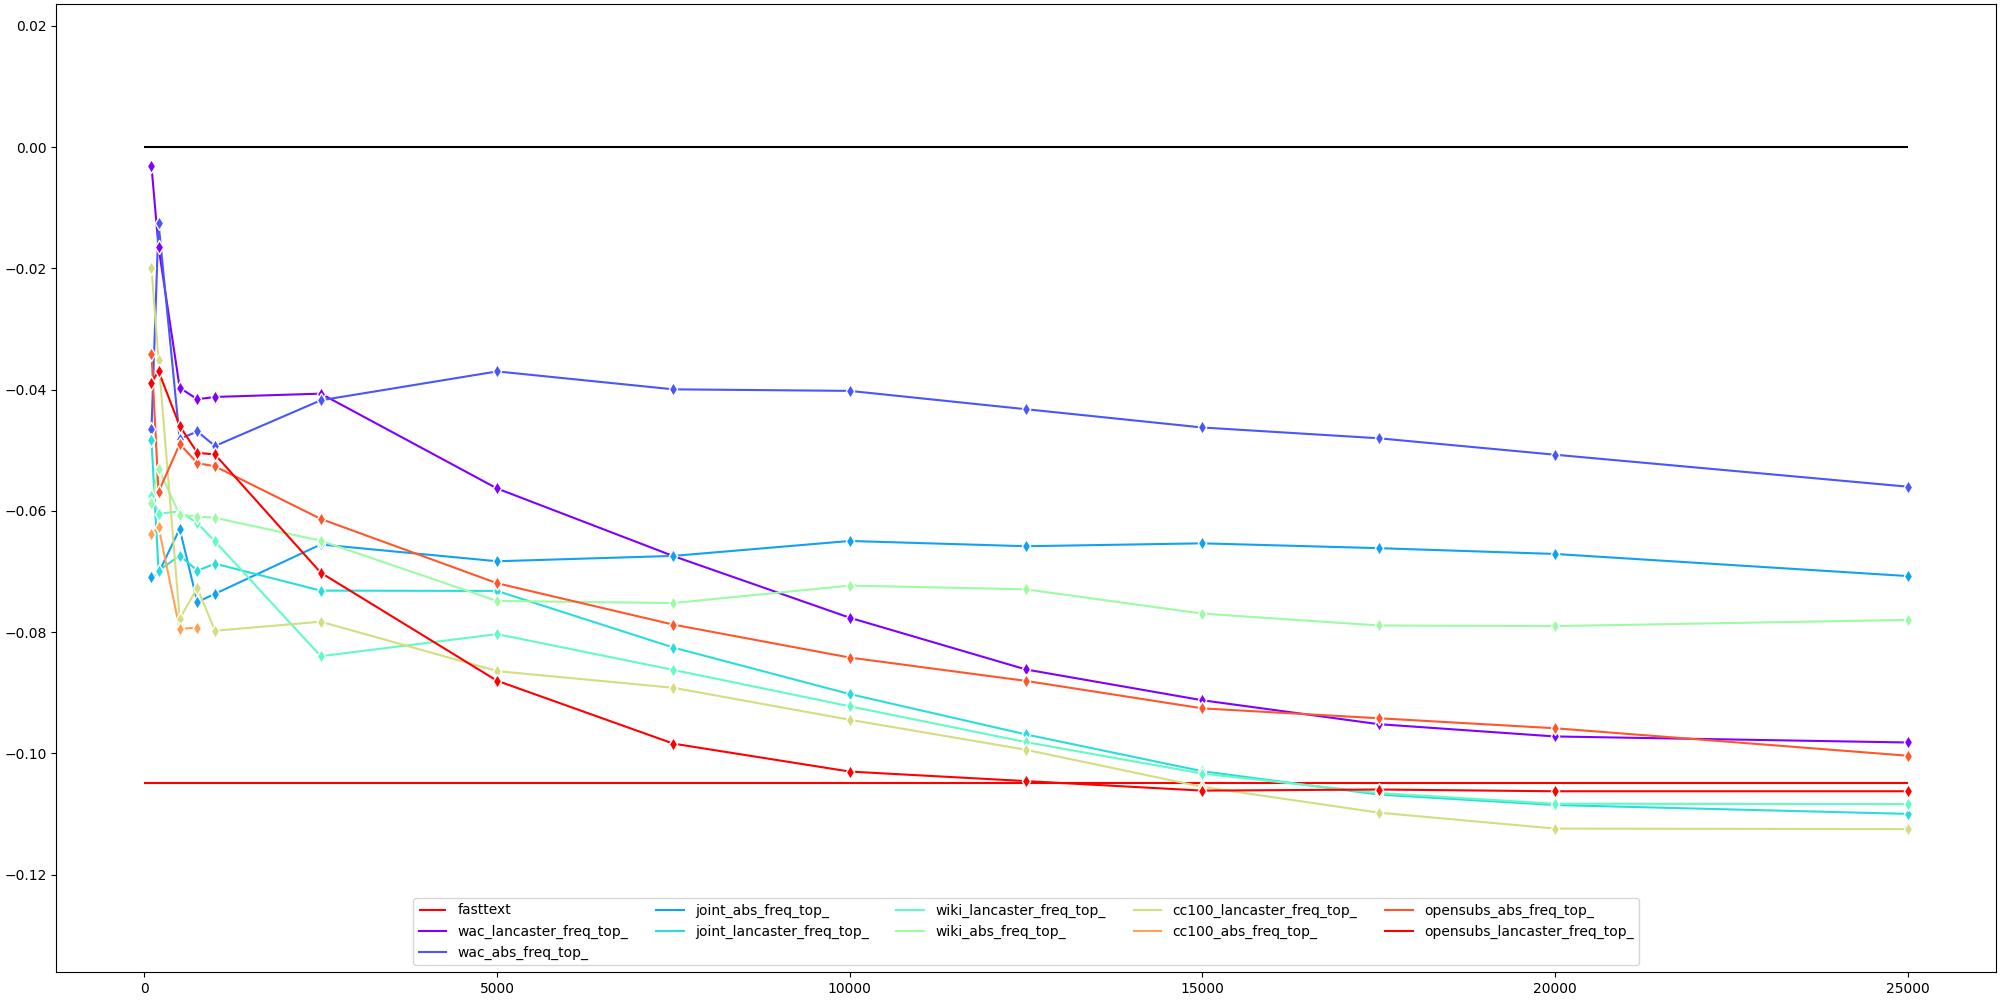 0.02
0.00
−0.02
−0.04
−0.06
−0.08
−0.10
−0.12
fasttext
wac_lancaster_freq_top_
wac_abs_freq_top_
joint_abs_freq_top_
joint_lancaster_freq_top_
wiki_lancaster_freq_top_
wiki_abs_freq_top_
cc100_lancaster_freq_top_
cc100_abs_freq_top_
opensubs_abs_freq_top_
opensubs_lancaster_freq_top_
0 5000 10000 15000 20000 25000